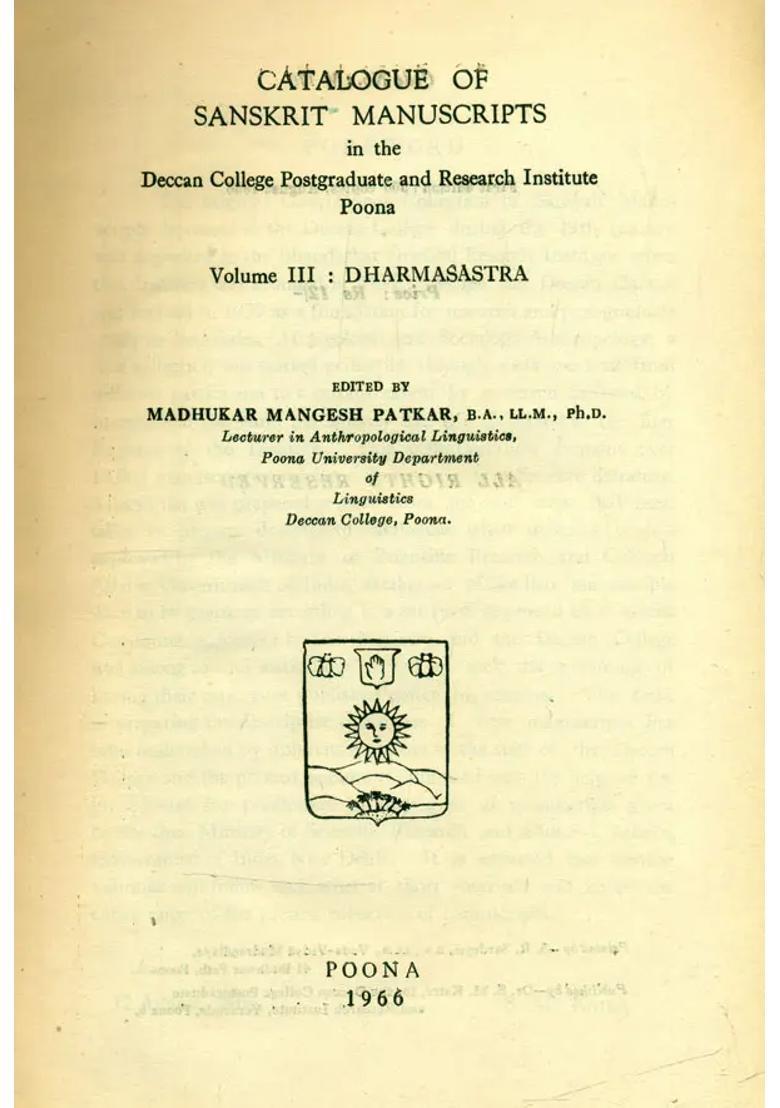 CATALOGUE OF
SANSKRIT MANUSCRIPTS
in the
Deccan College Postgraduate and Research Institute
Poona
Volume III : DHARMASASTRA
EDITED BY
MADHUKAR MANGESH PATKAR, B.A., LL.M., Ph.D.
Lecturer in Anthropological Linguistics,
Poona University Department
of
Linguistics
Deccan College, Poona.
POONA
1966